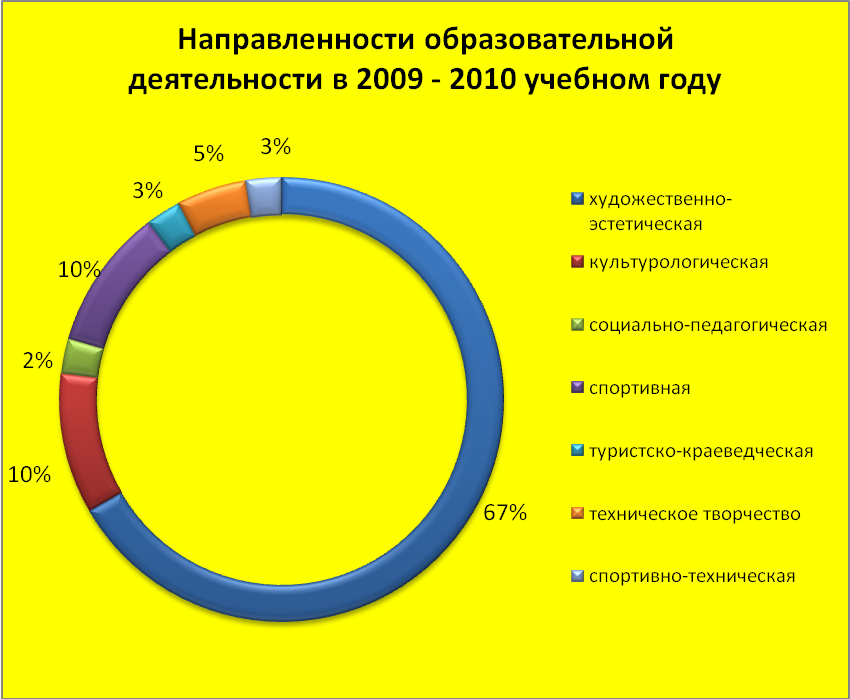 Направленности образовательной
деятельности в 2009 - 2010 учебном году
3%
5%
3%
10%
2%
10%
67%
художественно-
эстетическая
культурологическая
социально-педагогическая
спортивная
туристско-краеведческая
техническое творчество
спортивно-техническая